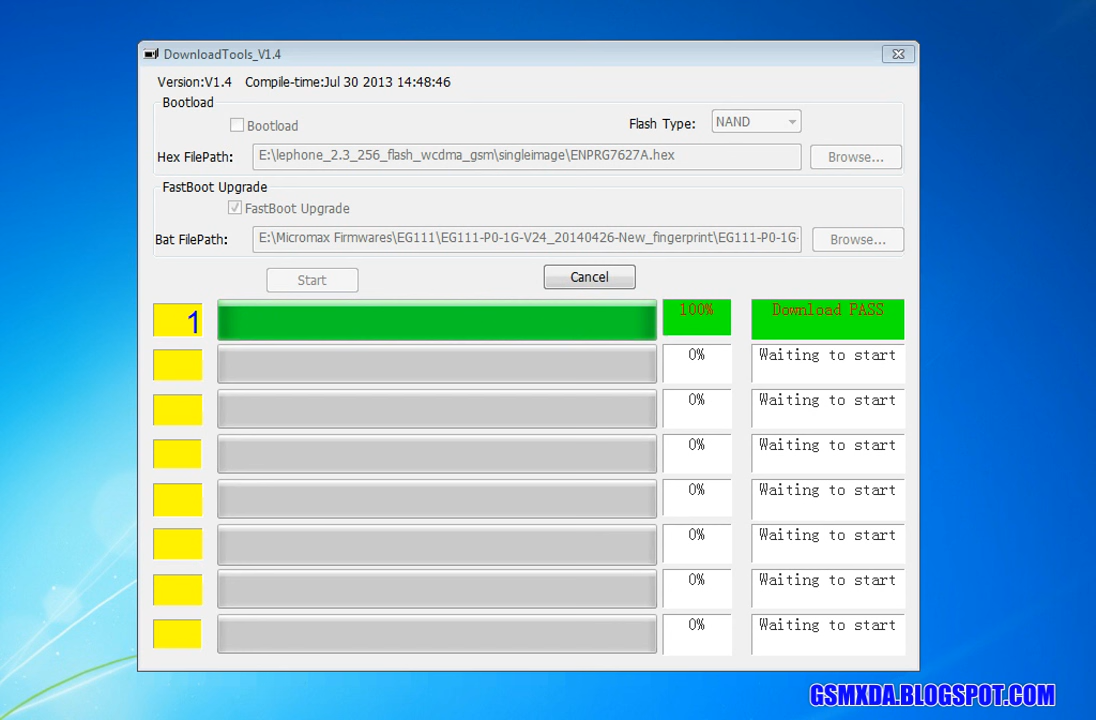 DownloadTools_V1.4
Version:V1.4 Compile-time:Jul 30 2013 14:48:46
Bootload
Bootload
Flash Type:
NAND
Hex FilePath:
E:\lephone_2.3_256_flash_wcdma_gsm\singleimage\ENPRG7627A.hex
Browse...
FastBoot Upgrade
FastBoot Upgrade
Bat FilePath:
E:\Micromax Firmwares\EG111\EG111-P0-1G-V24_20140426-New_fingerprint\EG111-P0-1G-
Browse...
Start
Cancel
1
100%
Download PASS
0%
Waiting to start
0%
Waiting to start
0%
Waiting to start
0%
Waiting to start
0%
Waiting to start
0%
Waiting to start
0%
Waiting to start
GSMXDA.BLOGSPOT.COM